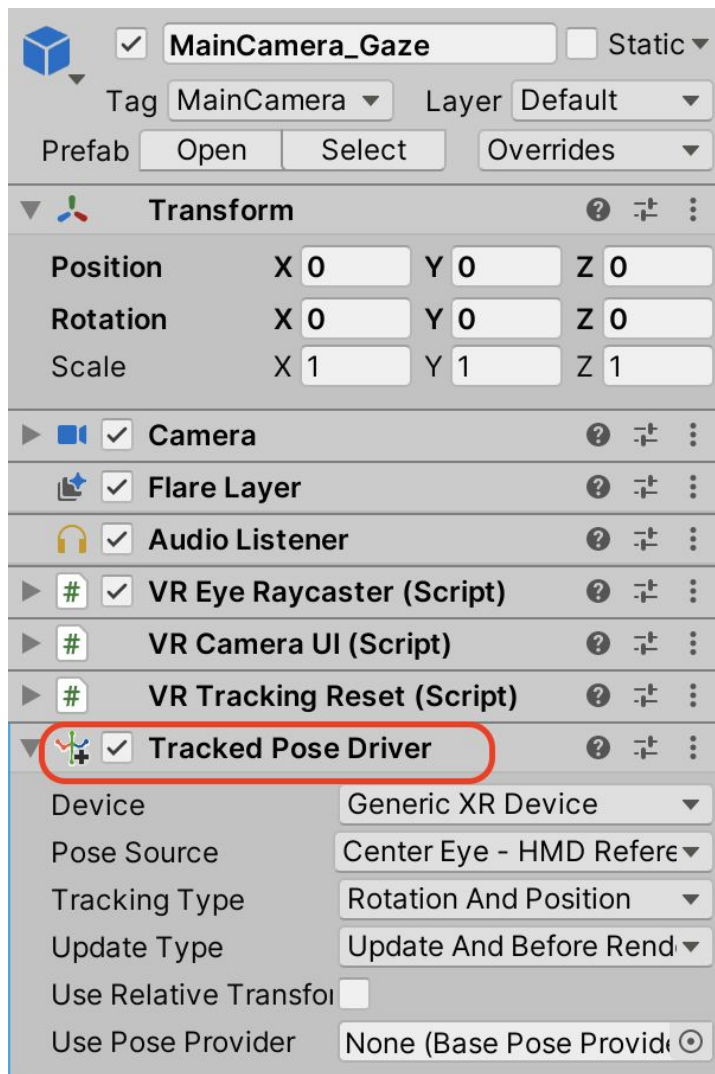 MainCamera_Gaze Static
Tag MainCamera Layer Default
Prefab Open Select Overrides
Transform
Position X 0 Y 0 Z 0
Rotation X 0 Y 0 Z 0
Scale X 1 Y 1 Z 1
Camera
Flare Layer
Audio Listener
# VR Eye Raycaster (Script)
# VR Camera UI (Script)
# VR Tracking Reset (Script)
Tracked Pose Driver
Device Generic XR Device
Pose Source Center Eye - HMD Refere
Tracking Type Rotation And Position
Update Type Update And Before Rend
Use Relative Transfor
Use Pose Provider None (Base Pose Provide